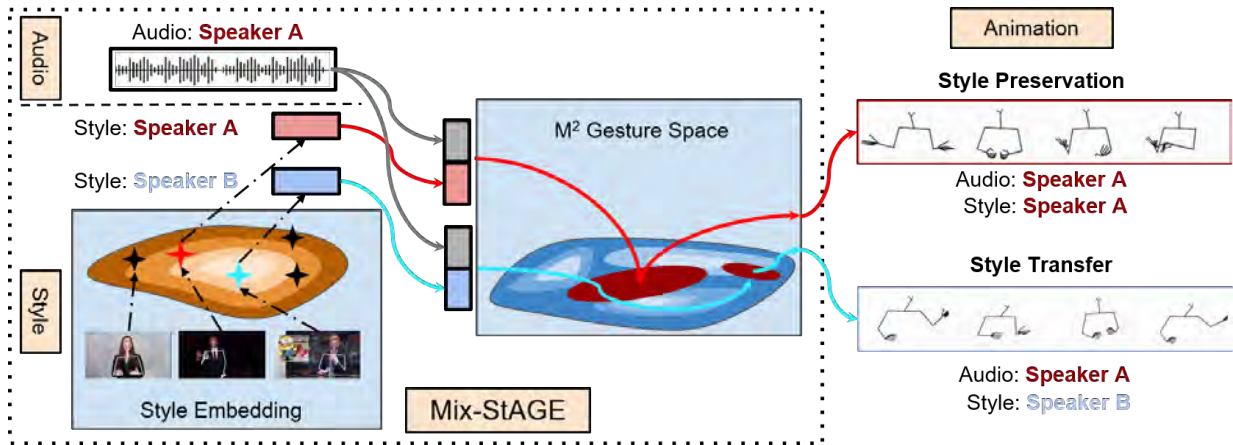 Audio
Audio: Speaker A
Style: Speaker A
Style: Speaker B
Style
Style Embedding
M² Gesture Space
Mix-StAGE
Animation
Style Preservation
Audio: Speaker A
Style: Speaker A
Style Transfer
Audio: Speaker A
Style: Speaker B